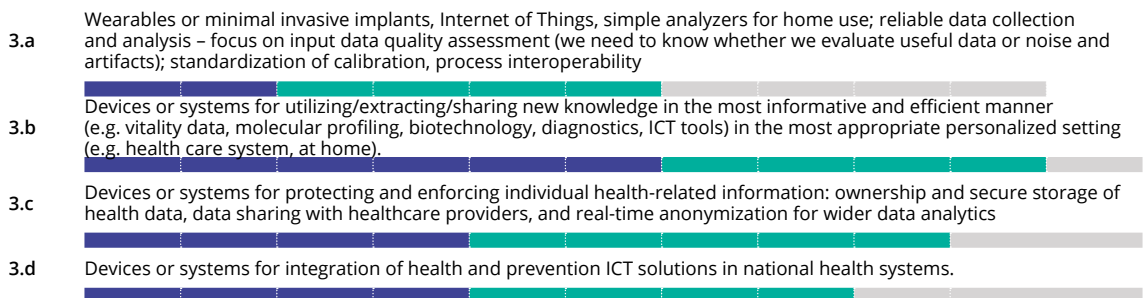 Wearables or minimal invasive implants, Internet of Things, simple analyzers for home use; reliable data collection
3.a and analysis – focus on input data quality assessment (we need to know whether we evaluate useful data or noise and
artifacts); standardization of calibration, process interoperability
Devices or systems for utilizing/extracting/sharing new knowledge in the most informative and efficient manner
3.b (e.g. vitality data, molecular profiling, biotechnology, diagnostics, ICT tools) in the most appropriate personalized setting
(e.g. health care system, at home).
Devices or systems for protecting and enforcing individual health-related information: ownership and secure storage of
3.c health data, data sharing with healthcare providers, and real-time anonymization for wider data analytics
3.d Devices or systems for integration of health and prevention ICT solutions in national health systems.